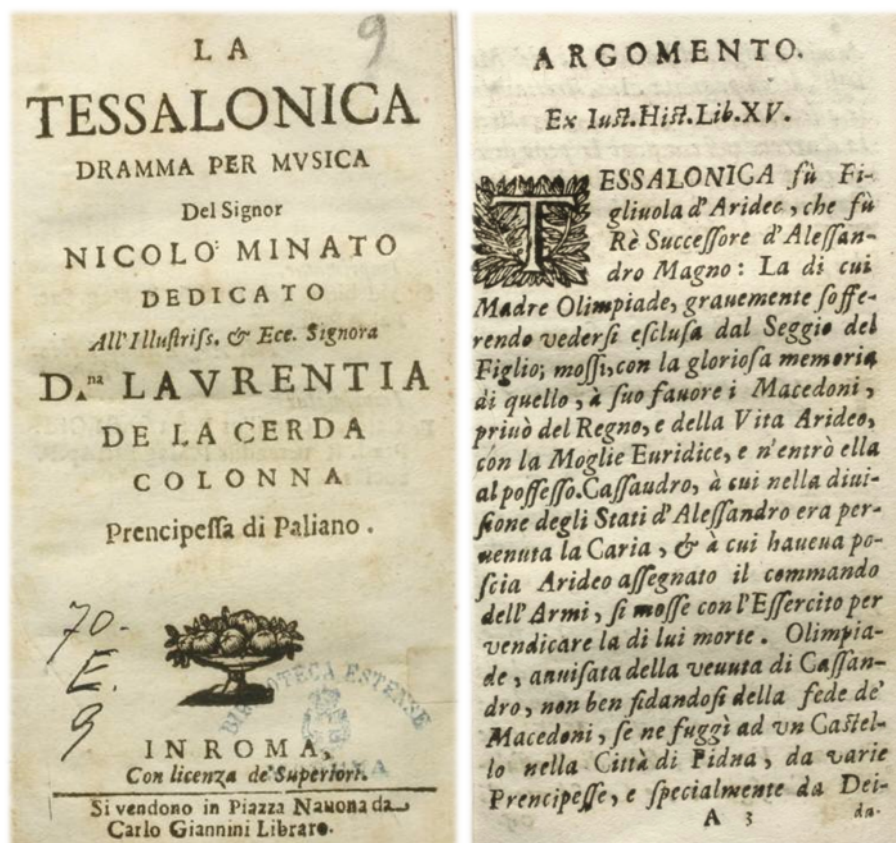 9
LA
TESSALONICA
DRAMMA PER MVSICA
Del Signor
NICOLO' MINATO
DEDICATO
All'Illustriss. & Ece. Signora
D.na LAVRENTIA
DE LA CERDA
COLONNA
Prencipessa di Paliano.
70.
E.
9
BIBLIOTECA ESTENSE
IN ROMA,
Con licenza de' Superiori.
Si vendono in Piazza Nauona da
Carlo Giannini Libraro.
ARGOMENTO.
Ex Iust. Hist. Lib. XV.
TESSALONICA fù Fi-
gliuola d'Arideo, che fù
Rè Successore d'Alessan-
dro Magno: La di cui
Madre Olimpiade, grauemente soffe-
rendo vedersi esclusa dal Seggio del
Figlio; mossi, con la gloriosa memoria
di quello, à suo fauore i Macedoni,
priuò del Regno, e della Vita Arideo,
cón la Moglie Euridice, e n'entrò ella
al possesso. Cassaudro, à cui nella diui-
sione degli Stati d'Alessandro era per-
uenuta la Caria, & à cui haueua po-
scia Arideo assegnato il commando
dell'Armi, si mosse con l'Essercito per
vendicare la di lui morte. Olimpia-
de, auuisata della veuuta di Cassan-
dro, non ben fidandosi della fede de'
Macedoni, se ne fuggì ad vn Castel-
lo nella Città di Pidna, da varie
Prencipesse, e specialmente da Dei-
A 3 da-